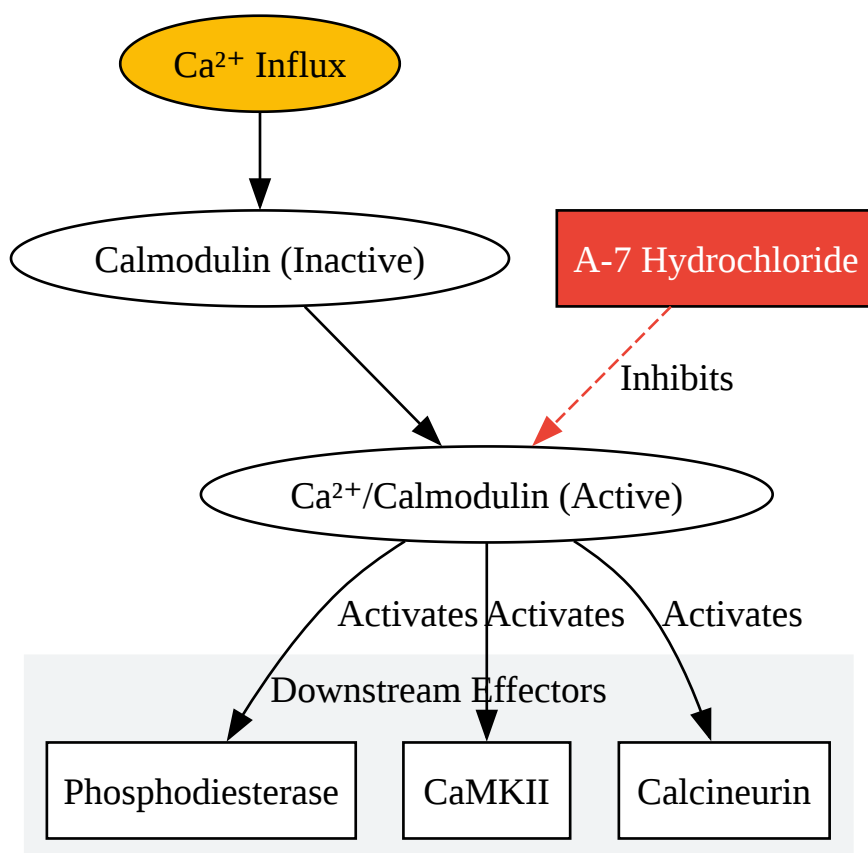 Ca²⁺ Influx
Calmodulin (Inactive)
A-7 Hydrochloride
Inhibits
Ca²⁺/Calmodulin (Active)
Activates
Activates
Activates
Downstream Effectors
Phosphodiesterase
CaMKII
Calcineurin